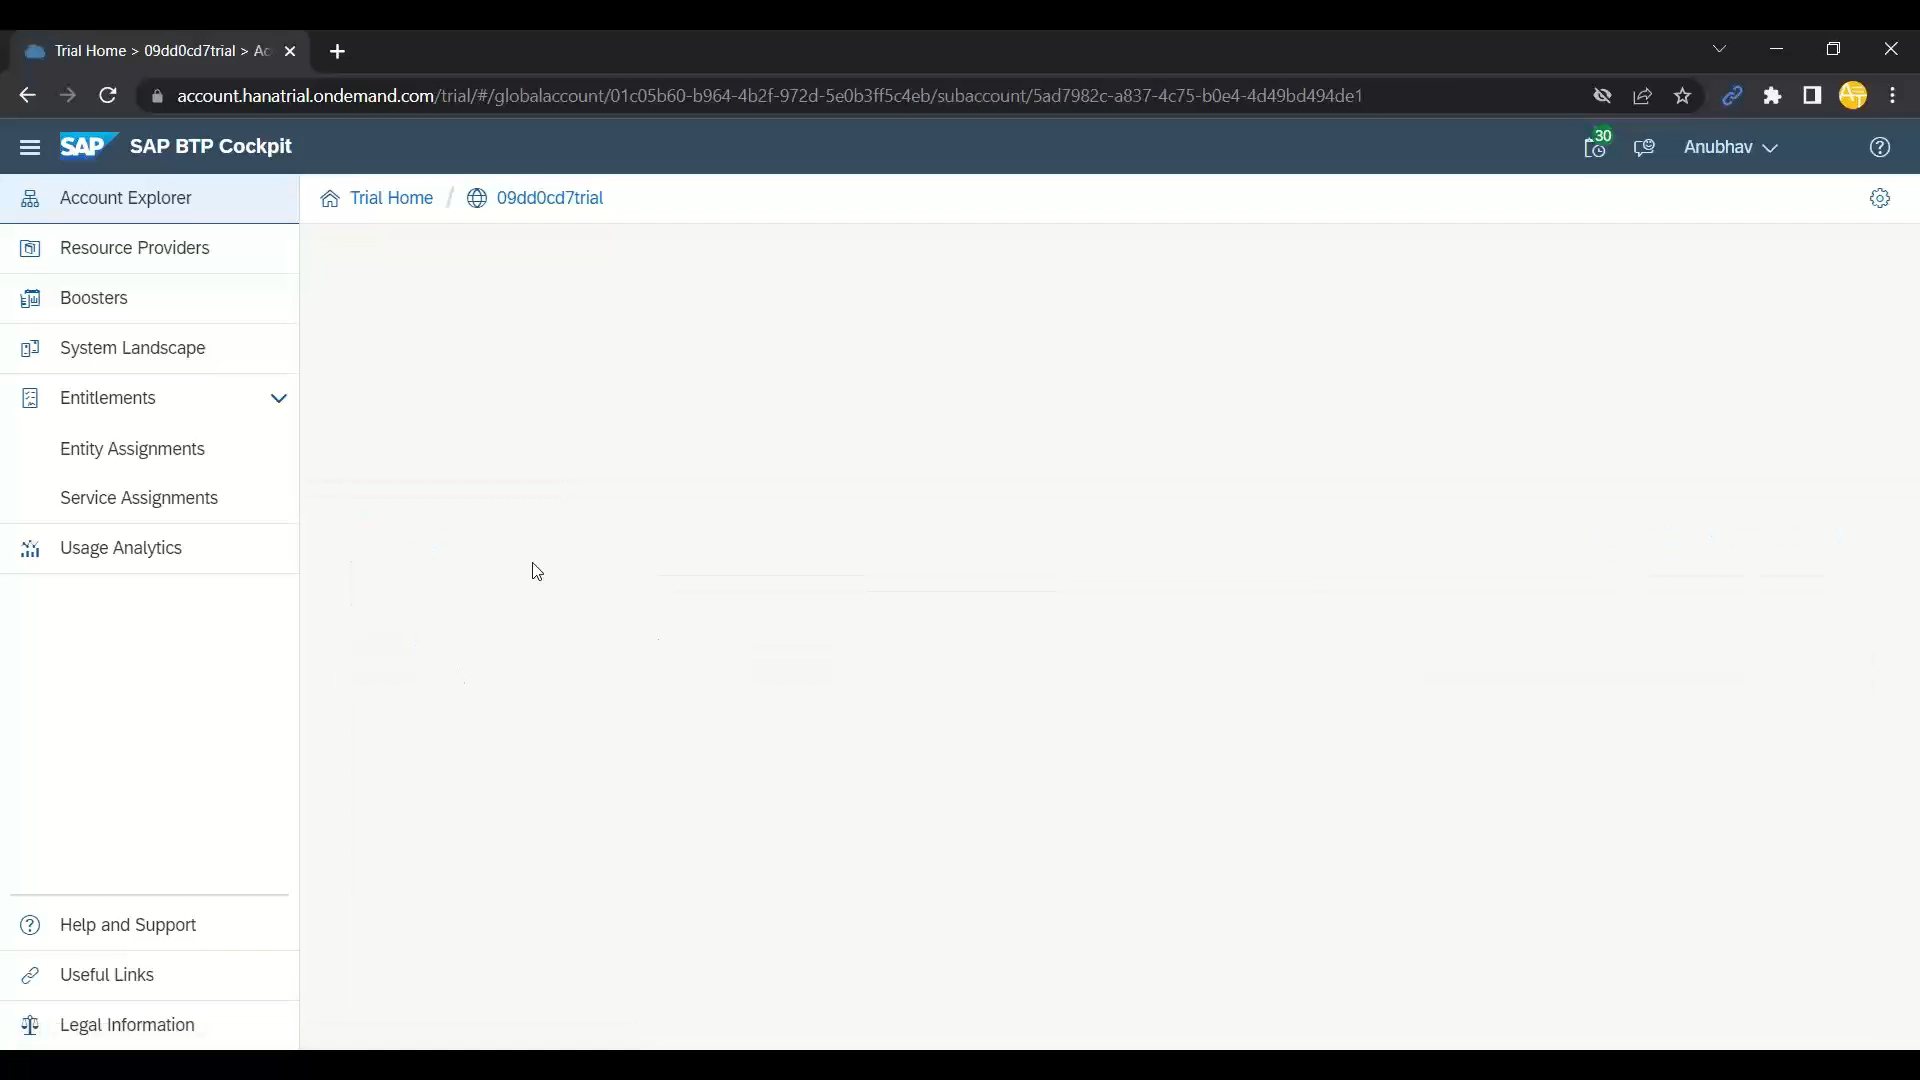 Trial Home > 09dd0cd7trial > Ac
account.hanatrial.ondemand.com/trial/#/globalaccount/01c05b60-b964-4b2f-972d-5e0b3ff5c4eb/subaccount/5ad7982c-a837-4c75-b0e4-4d49bd494de1
AT
SAP SAP BTP Cockpit
30
Anubhav
Account Explorer
Trial Home / 09dd0cd7trial
Resource Providers
Boosters
System Landscape
Entitlements
Entity Assignments
Service Assignments
Usage Analytics
Help and Support
Useful Links
Legal Information